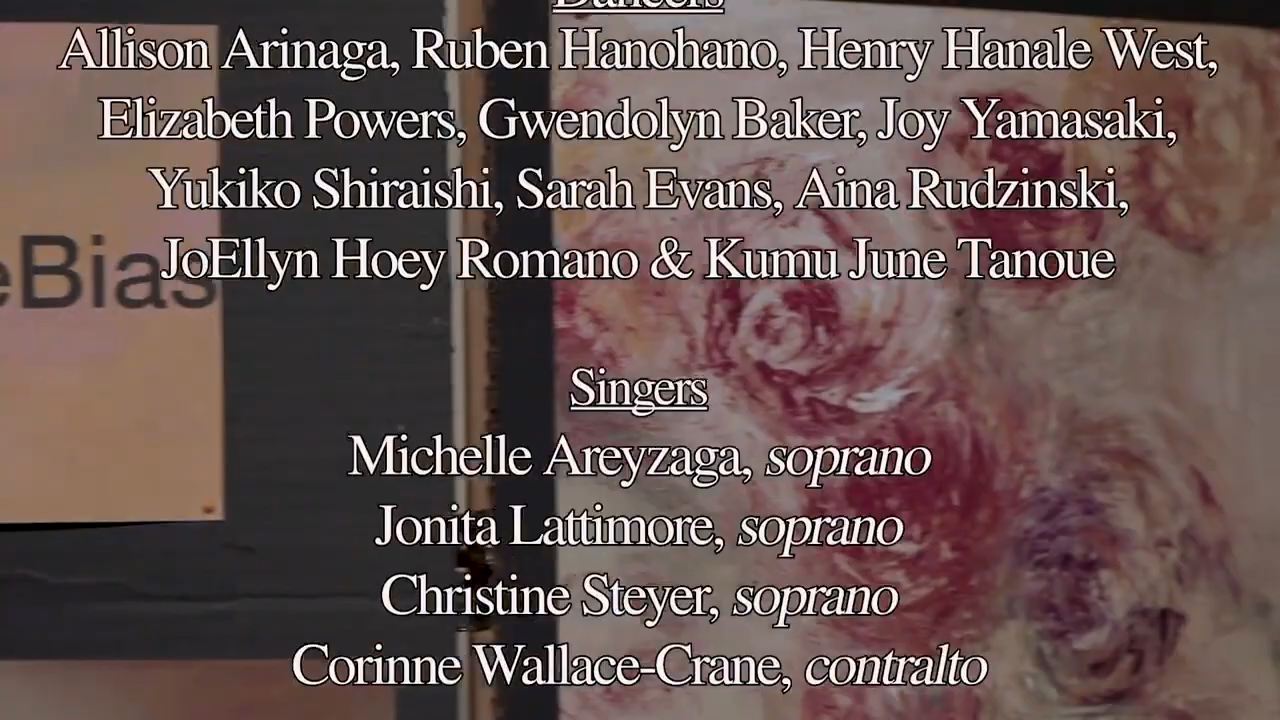 Dancers
Allison Arinaga, Ruben Hanohano, Henry Hanale West,
Elizabeth Powers, Gwendolyn Baker, Joy Yamasaki,
Yukiko Shiraishi, Sarah Evans, Aina Rudzinski,
JoEllyn Hoey Romano & Kumu June Tanoue
eBias
Singers
Michelle Areyzaga, soprano
Jonita Lattimore, soprano
Christine Steyer, soprano
Corinne Wallace-Crane, contralto